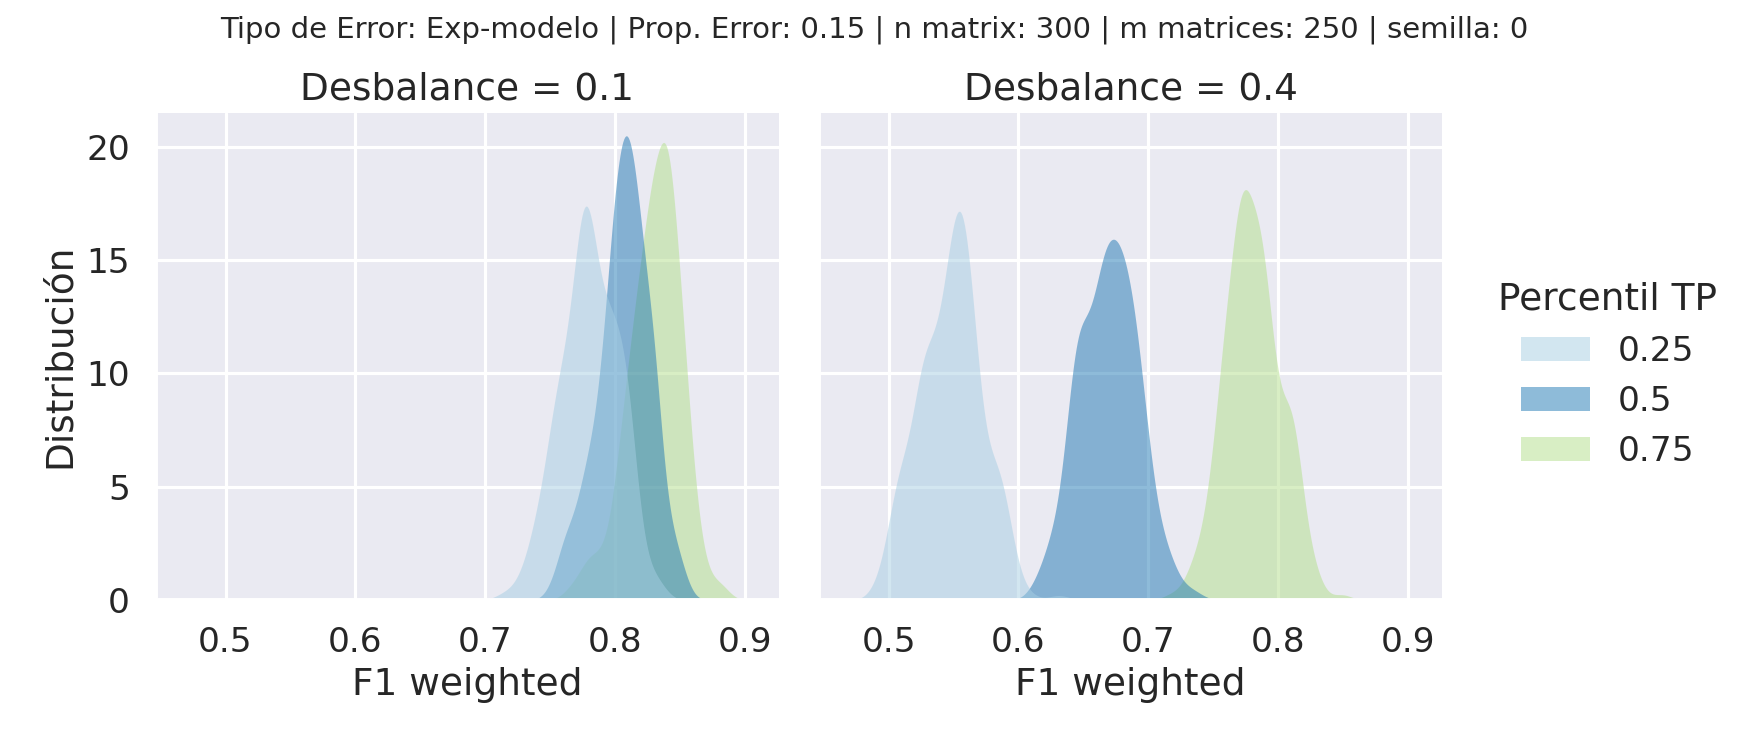 Tipo de Error: Exp-modelo | Prop. Error: 0.15 | n matrix: 300 | m matrices: 250 | semilla: 0
Desbalance = 0.1
Desbalance = 0.4
20
15
10
5
0
Distribución
0.5 0.6 0.7 0.8 0.9
0.5 0.6 0.7 0.8 0.9
F1 weighted
F1 weighted
Percentil TP
0.25
0.5
0.75